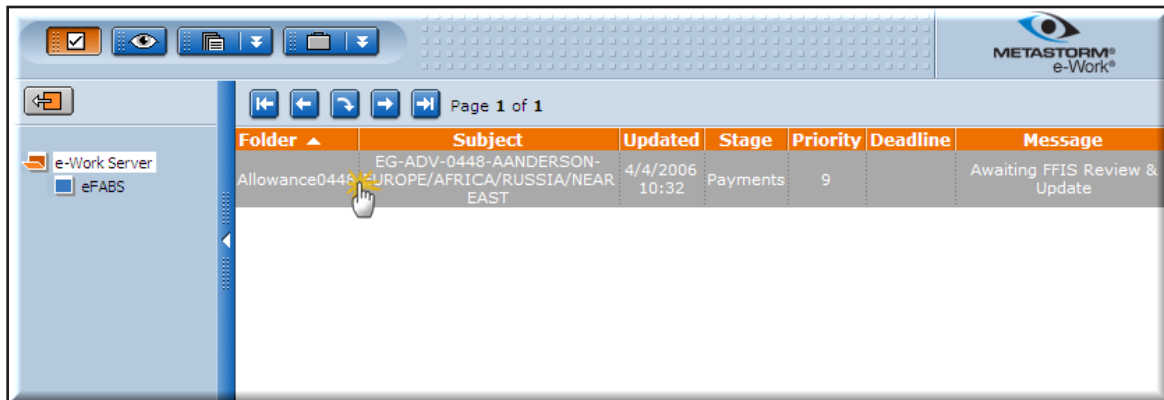 METASTORM®
e-Work®
Page 1 of 1
Folder Subject Updated Stage Priority Deadline Message
e-Work Server
eFABS
Allowance0448 EG-ADV-0448-AANDERSON-
EUROPE/AFRICA/RUSSIA/NEAR
EAST
4/4/2006
10:32
Payments
9
Awaiting FFIS Review &
Update